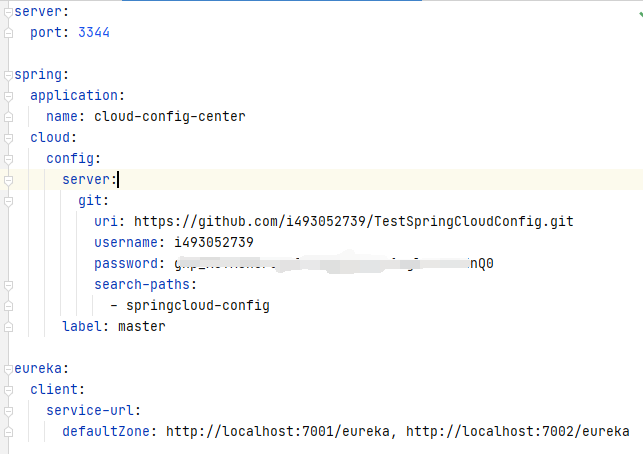 server:
  port: 3344
spring:
  application:
    name: cloud-config-center
  cloud:
    config:
      server:
        git:
          uri: https://github.com/i493052739/TestSpringCloudConfig.git
          username: i493052739
          password:
          search-paths:
            - springcloud-config
      label: master
eureka:
  client:
    service-url:
      defaultZone: http://localhost:7001/eureka, http://localhost:7002/eureka